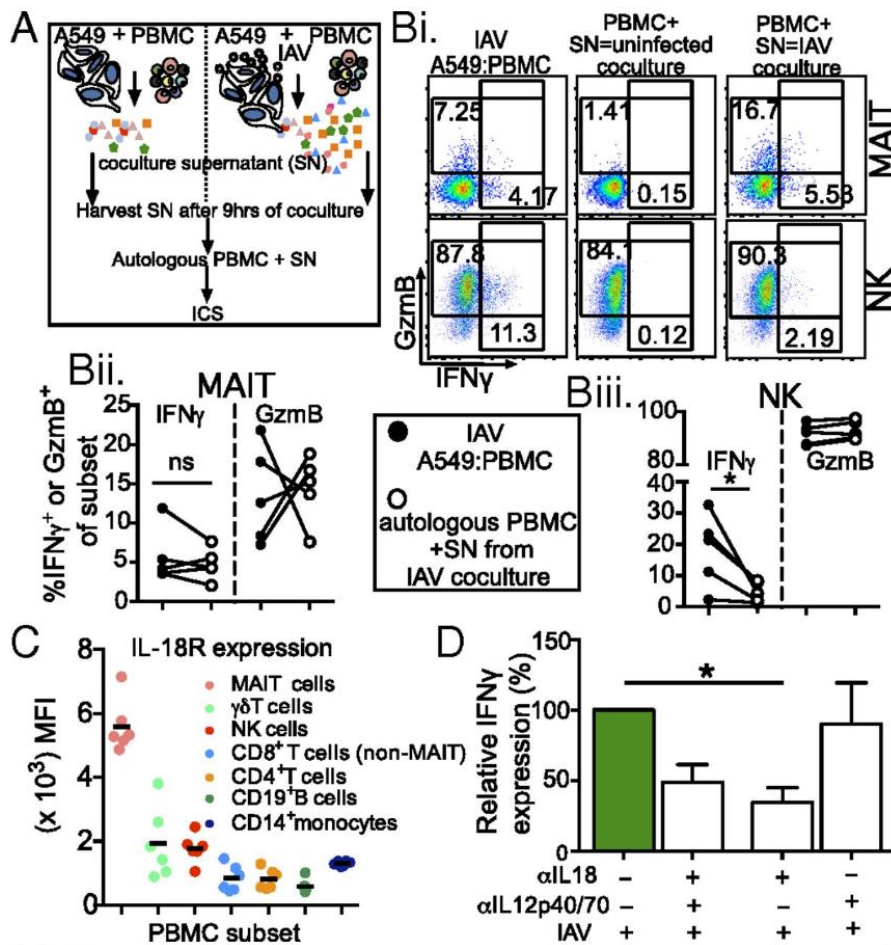 A
A549 + PBMC
A549 + PBMC
IAV
coculture supernatant (SN)
Harvest SN after 9hrs of coculture
Autologous PBMC + SN
ICS
Bi.
IAV
A549:PBMC
PBMC+
SN=uninfected
coculture
PBMC+
SN=IAV
coculture
7.25
4.17
1.41
0.15
16.7
5.53
MAIT
87.8
11.3
84.1
0.12
90.3
2.19
NK
GzmB
IFNγ
Bii.
MAIT
%IFNγ+ or GzmB+
of subset
25
20
15
10
5
0
IFNγ
GzmB
ns
IAV
A549:PBMC
autologous PBMC
+SN from
IAV coculture
Biii.
NK
100
80
40
30
20
10
0
IFNγ
*
GzmB
C
IL-18R expression
(x 10³) MFI
8
6
4
2
0
MAIT cells
γδT cells
NK cells
CD8+ T cells (non-MAIT)
CD4+T cells
CD19+B cells
CD14+monocytes
PBMC subset
D
Relative IFNγ
expression (%)
150
100
50
0
*
αIL18 – + + –
αIL12p40/70 – + – +
IAV + + + +